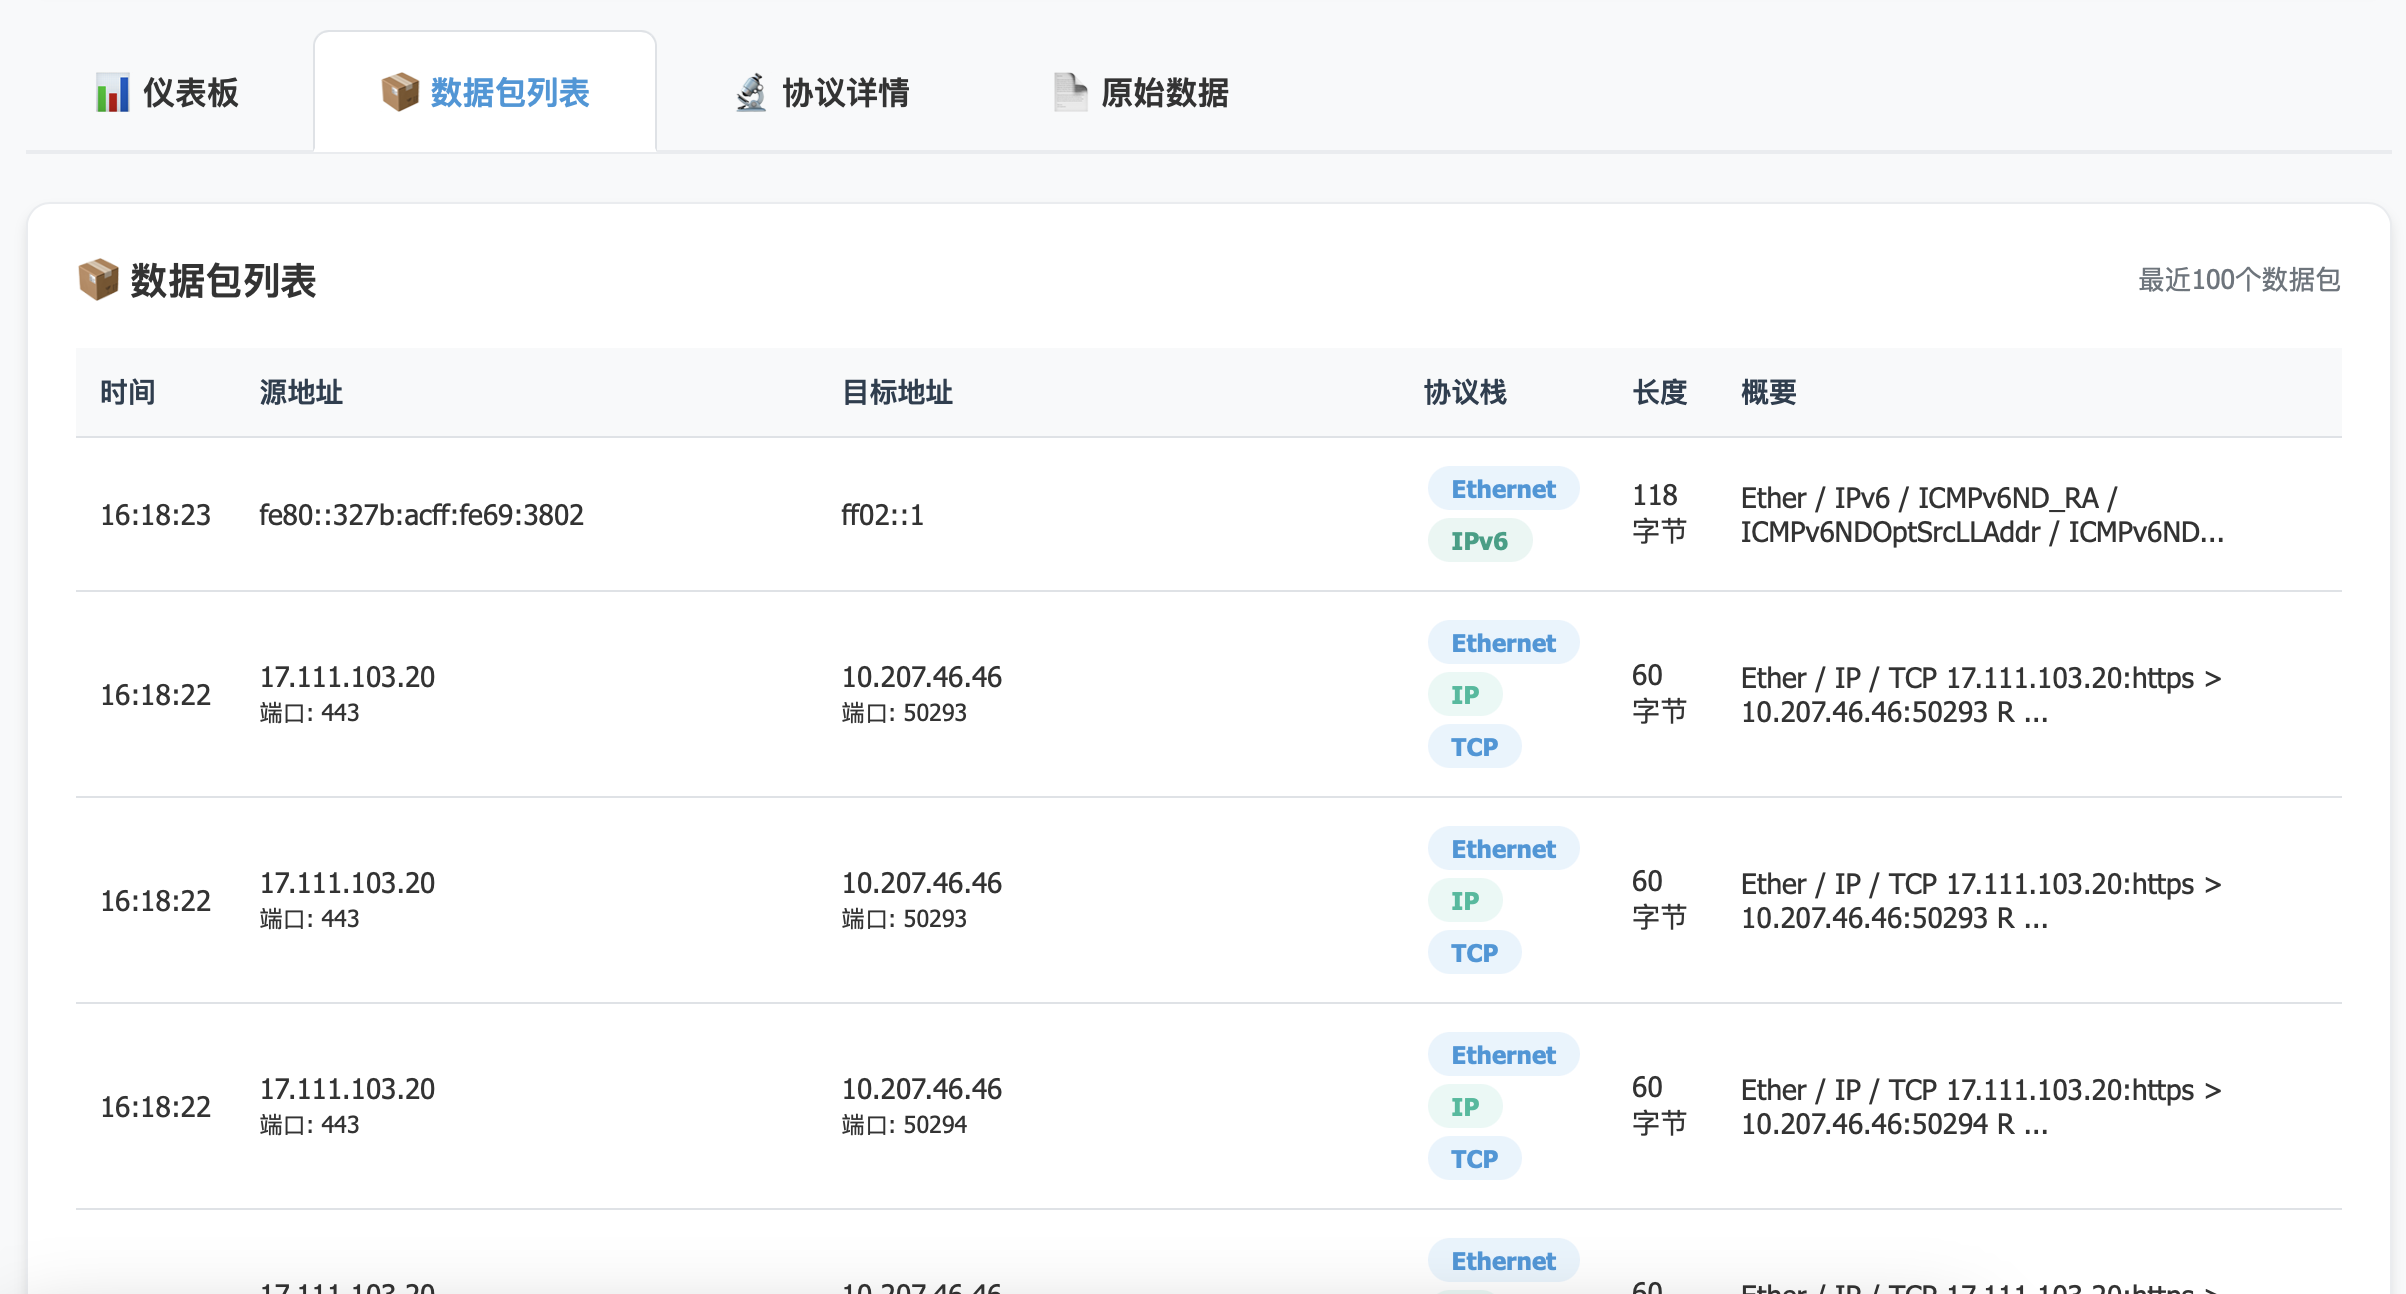 仪表板 数据包列表 协议详情 原始数据
数据包列表 最近100个数据包
时间 源地址 目标地址 协议栈 长度 概要
16:18:23 fe80::327b:acff:fe69:3802 ff02::1 Ethernet IPv6 118 字节 Ether / IPv6 / ICMPv6ND_RA /
ICMPv6NDOptSrcLLAddr / ICMPv6ND...
16:18:22 17.111.103.20 10.207.46.46 Ethernet IP TCP 60 字节 Ether / IP / TCP 17.111.103.20:https >
端口: 443 端口: 50293 10.207.46.46:50293 R ...
16:18:22 17.111.103.20 10.207.46.46 Ethernet IP TCP 60 字节 Ether / IP / TCP 17.111.103.20:https >
端口: 443 端口: 50293 10.207.46.46:50293 R ...
16:18:22 17.111.103.20 10.207.46.46 Ethernet IP TCP 60 字节 Ether / IP / TCP 17.111.103.20:https >
端口: 443 端口: 50294 10.207.46.46:50294 R ...
Ethernet
17.111.103.20 10.207.46.46 60 Ether / IP / TCP 17.111.103.20:https >